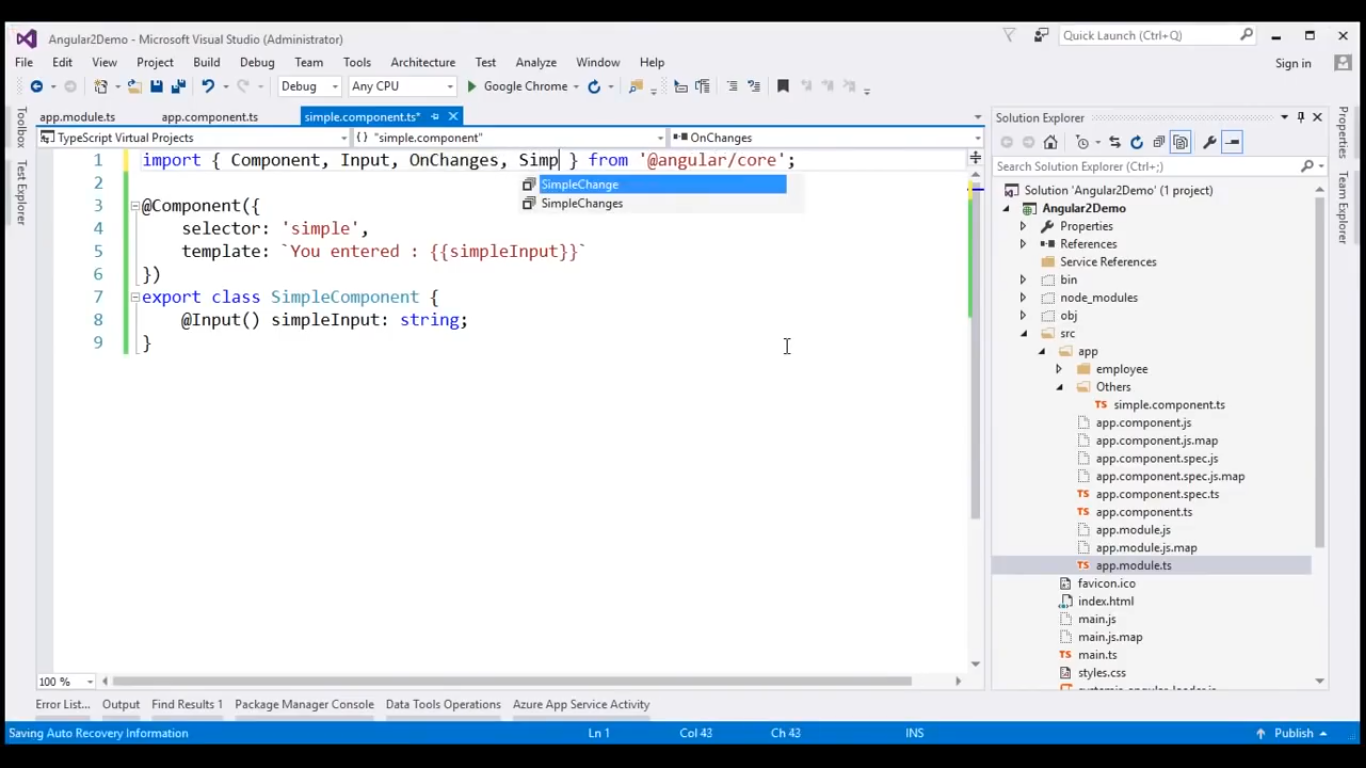 Angular2Demo - Microsoft Visual Studio (Administrator)
Quick Launch (Ctrl+Q)
File Edit View Project Build Debug Team Tools Architecture Test Analyze Window Help
Sign in
Debug Any CPU Google Chrome
Toolbox
Test Explorer
app.module.ts app.component.ts simple.component.ts*
TypeScript Virtual Projects {} "simple.component" OnChanges
1 import { Component, Input, OnChanges, Simp } from '@angular/core';
SimpleChange
SimpleChanges
2
3 @Component({
4 selector: 'simple',
5 template: `You entered : {{simpleInput}}`
6 })
7 export class SimpleComponent {
8 @Input() simpleInput: string;
9 }
100 %
Solution Explorer
Search Solution Explorer (Ctrl+;)
Solution 'Angular2Demo' (1 project)
Angular2Demo
Properties
References
Service References
bin
node_modules
obj
src
app
employee
Others
TS simple.component.ts
app.component.js
app.component.js.map
app.component.spec.js
app.component.spec.js.map
TS app.component.spec.ts
TS app.component.ts
app.module.js
app.module.js.map
TS app.module.ts
favicon.ico
index.html
main.js
main.js.map
TS main.ts
styles.css
Properties
Team Explorer
Error List... Output Find Results 1 Package Manager Console Data Tools Operations Azure App Service Activity
Saving Auto Recovery Information Ln 1 Col 43 Ch 43 INS Publish